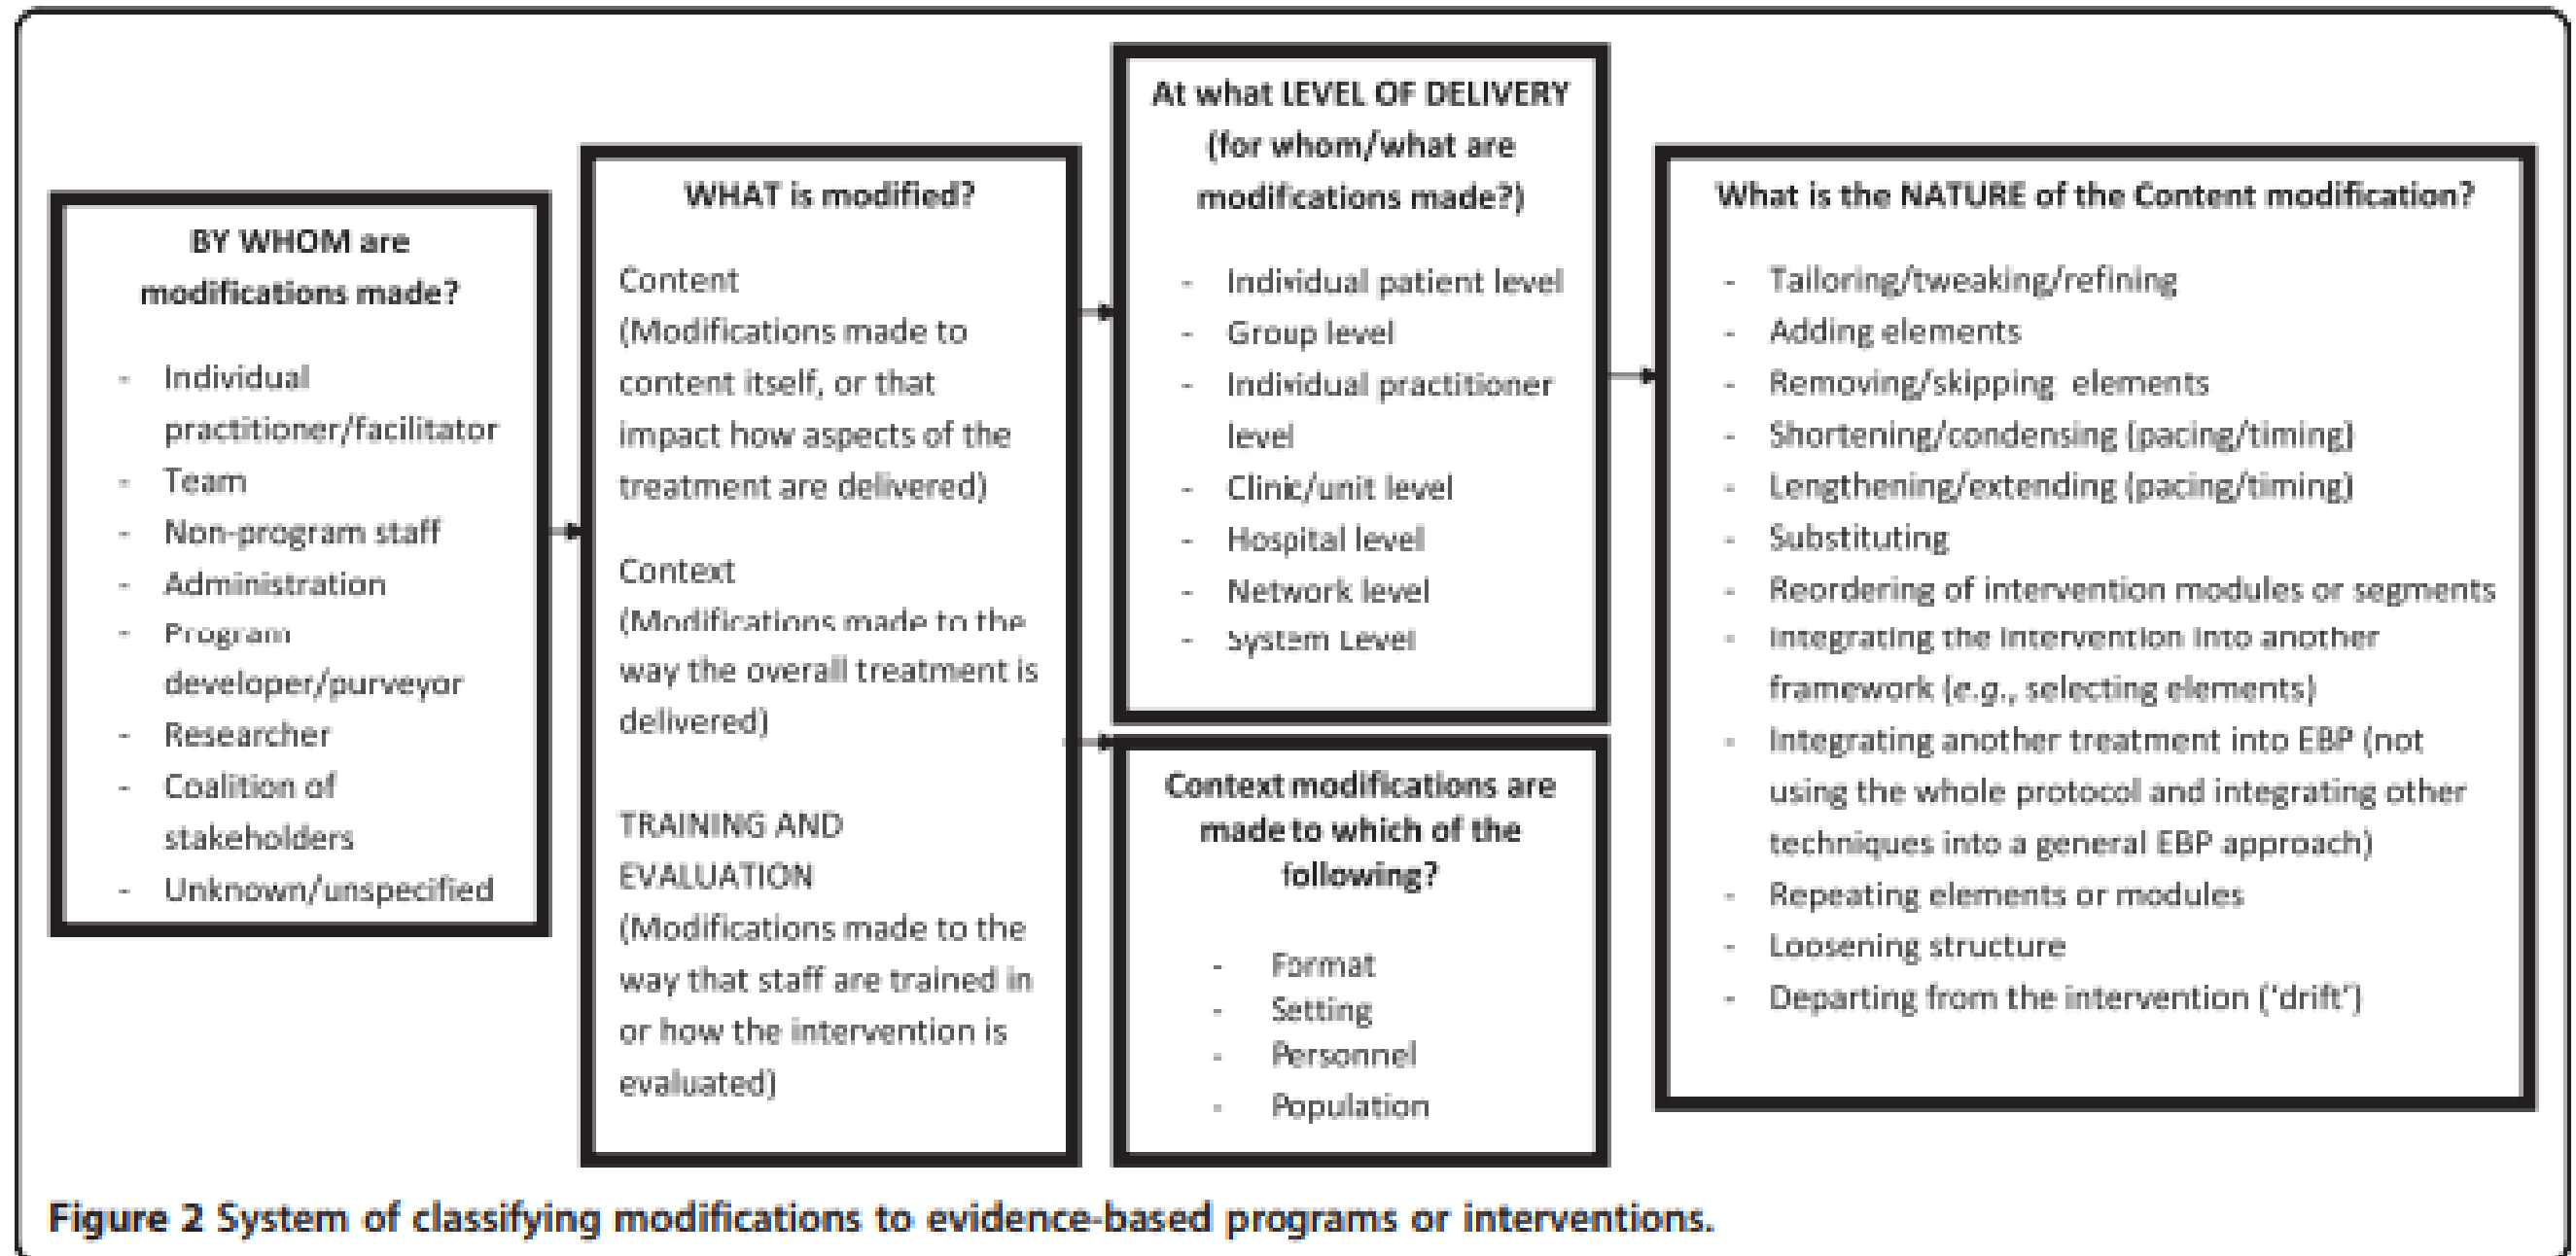 BY WHOM are
modifications made?
- Individual
practitioner/facilitator
- Team
- Non-program staff
- Administration
- Program
developer/purveyor
- Researcher
- Coalition of
stakeholders
- Unknown/unspecified
WHAT is modified?
Content
(Modifications made to
content itself, or that
impact how aspects of the
treatment are delivered)
Context
(Modifications made to the
way the overall treatment is
delivered)
TRAINING AND
EVALUATION
(Modifications made to the
way that staff are trained in
or how the intervention is
evaluated)
At what LEVEL OF DELIVERY
(for whom/what are
modifications made?)
- Individual patient level
- Group level
- Individual practitioner
level
- Clinic/unit level
- Hospital level
- Network level
- System Level
Context modifications are
made to which of the
following?
- Format
- Setting
- Personnel
- Population
What is the NATURE of the Content modification?
- Tailoring/tweaking/refining
- Adding elements
- Removing/skipping elements
- Shortening/condensing (pacing/timing)
- Lengthening/extending (pacing/timing)
- Substituting
- Reordering of intervention modules or segments
- Integrating the intervention into another
framework (e.g., selecting elements)
- Integrating another treatment into EBP (not
using the whole protocol and integrating other
techniques into a general EBP approach)
- Repeating elements or modules
- Loosening structure
- Departing from the intervention (‘drift’)
Figure 2 System of classifying modifications to evidence-based programs or interventions.